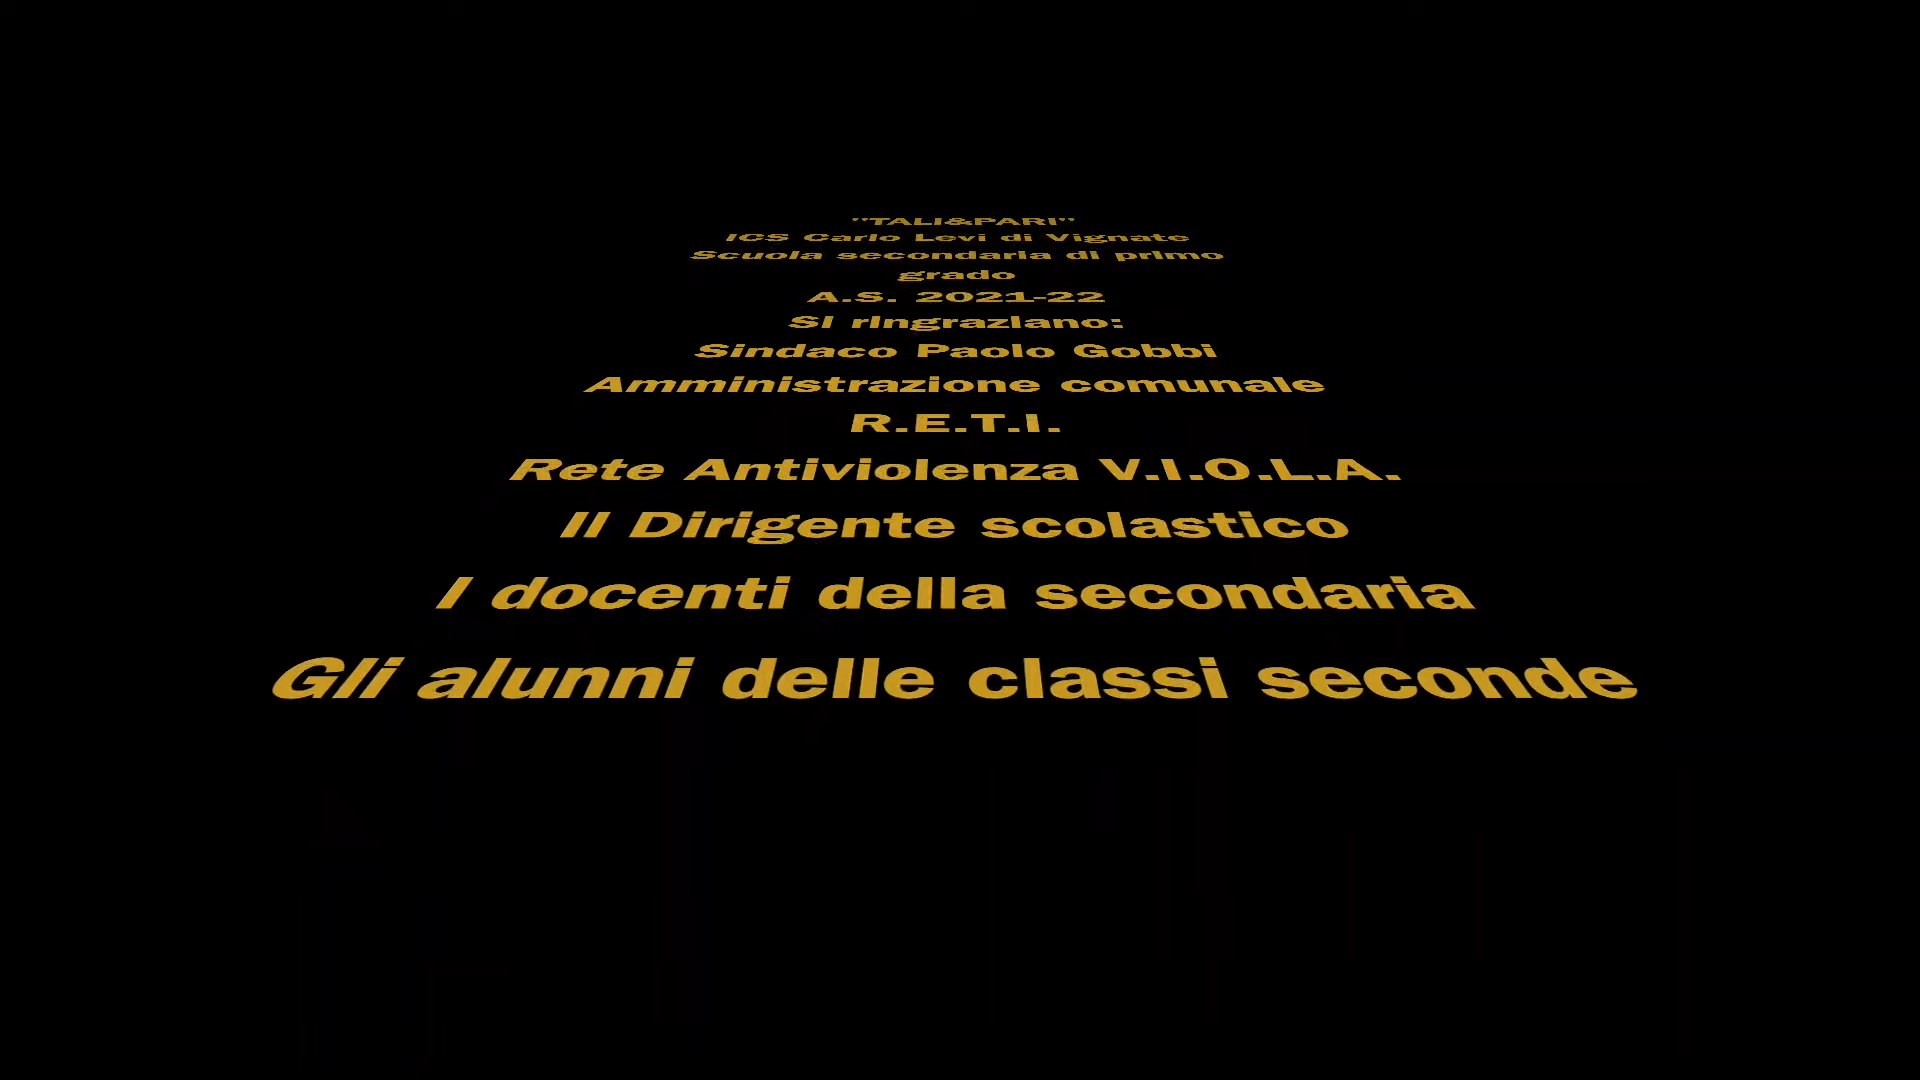 "TALI&PARI"
ICS Carlo Levi di Vignate
Scuola secondaria di primo
grado
A.S. 2021-22
Si ringraziano:
Sindaco Paolo Gobbi
Amministrazione comunale
R.E.T.I.
Rete Antiviolenza V.I.O.L.A.
Il Dirigente scolastico
I docenti della secondaria
Gli alunni delle classi seconde